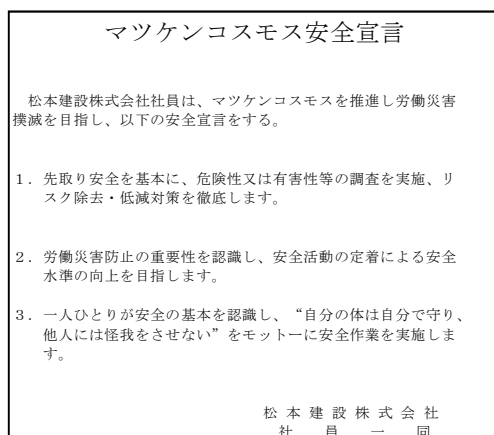 マツケンコスモス安全宣言
松本建設株式会社社員は、マツケンコスモスを推進し労働災害
撲滅を目指し、以下の安全宣言をする。
1．先取り安全を基本に、危険性又は有害性等の調査を実施、リ
スク除去・低減対策を徹底します。
2．労働災害防止の重要性を認識し、安全活動の定着による安全
水準の向上を目指します。
3．一人ひとりが安全の基本を認識し、“自分の体は自分で守り、
他人には怪我をさせない”をモットーに安全作業を実施しま
す。
松 本 建 設 株 式 会 社
社 員 一 同